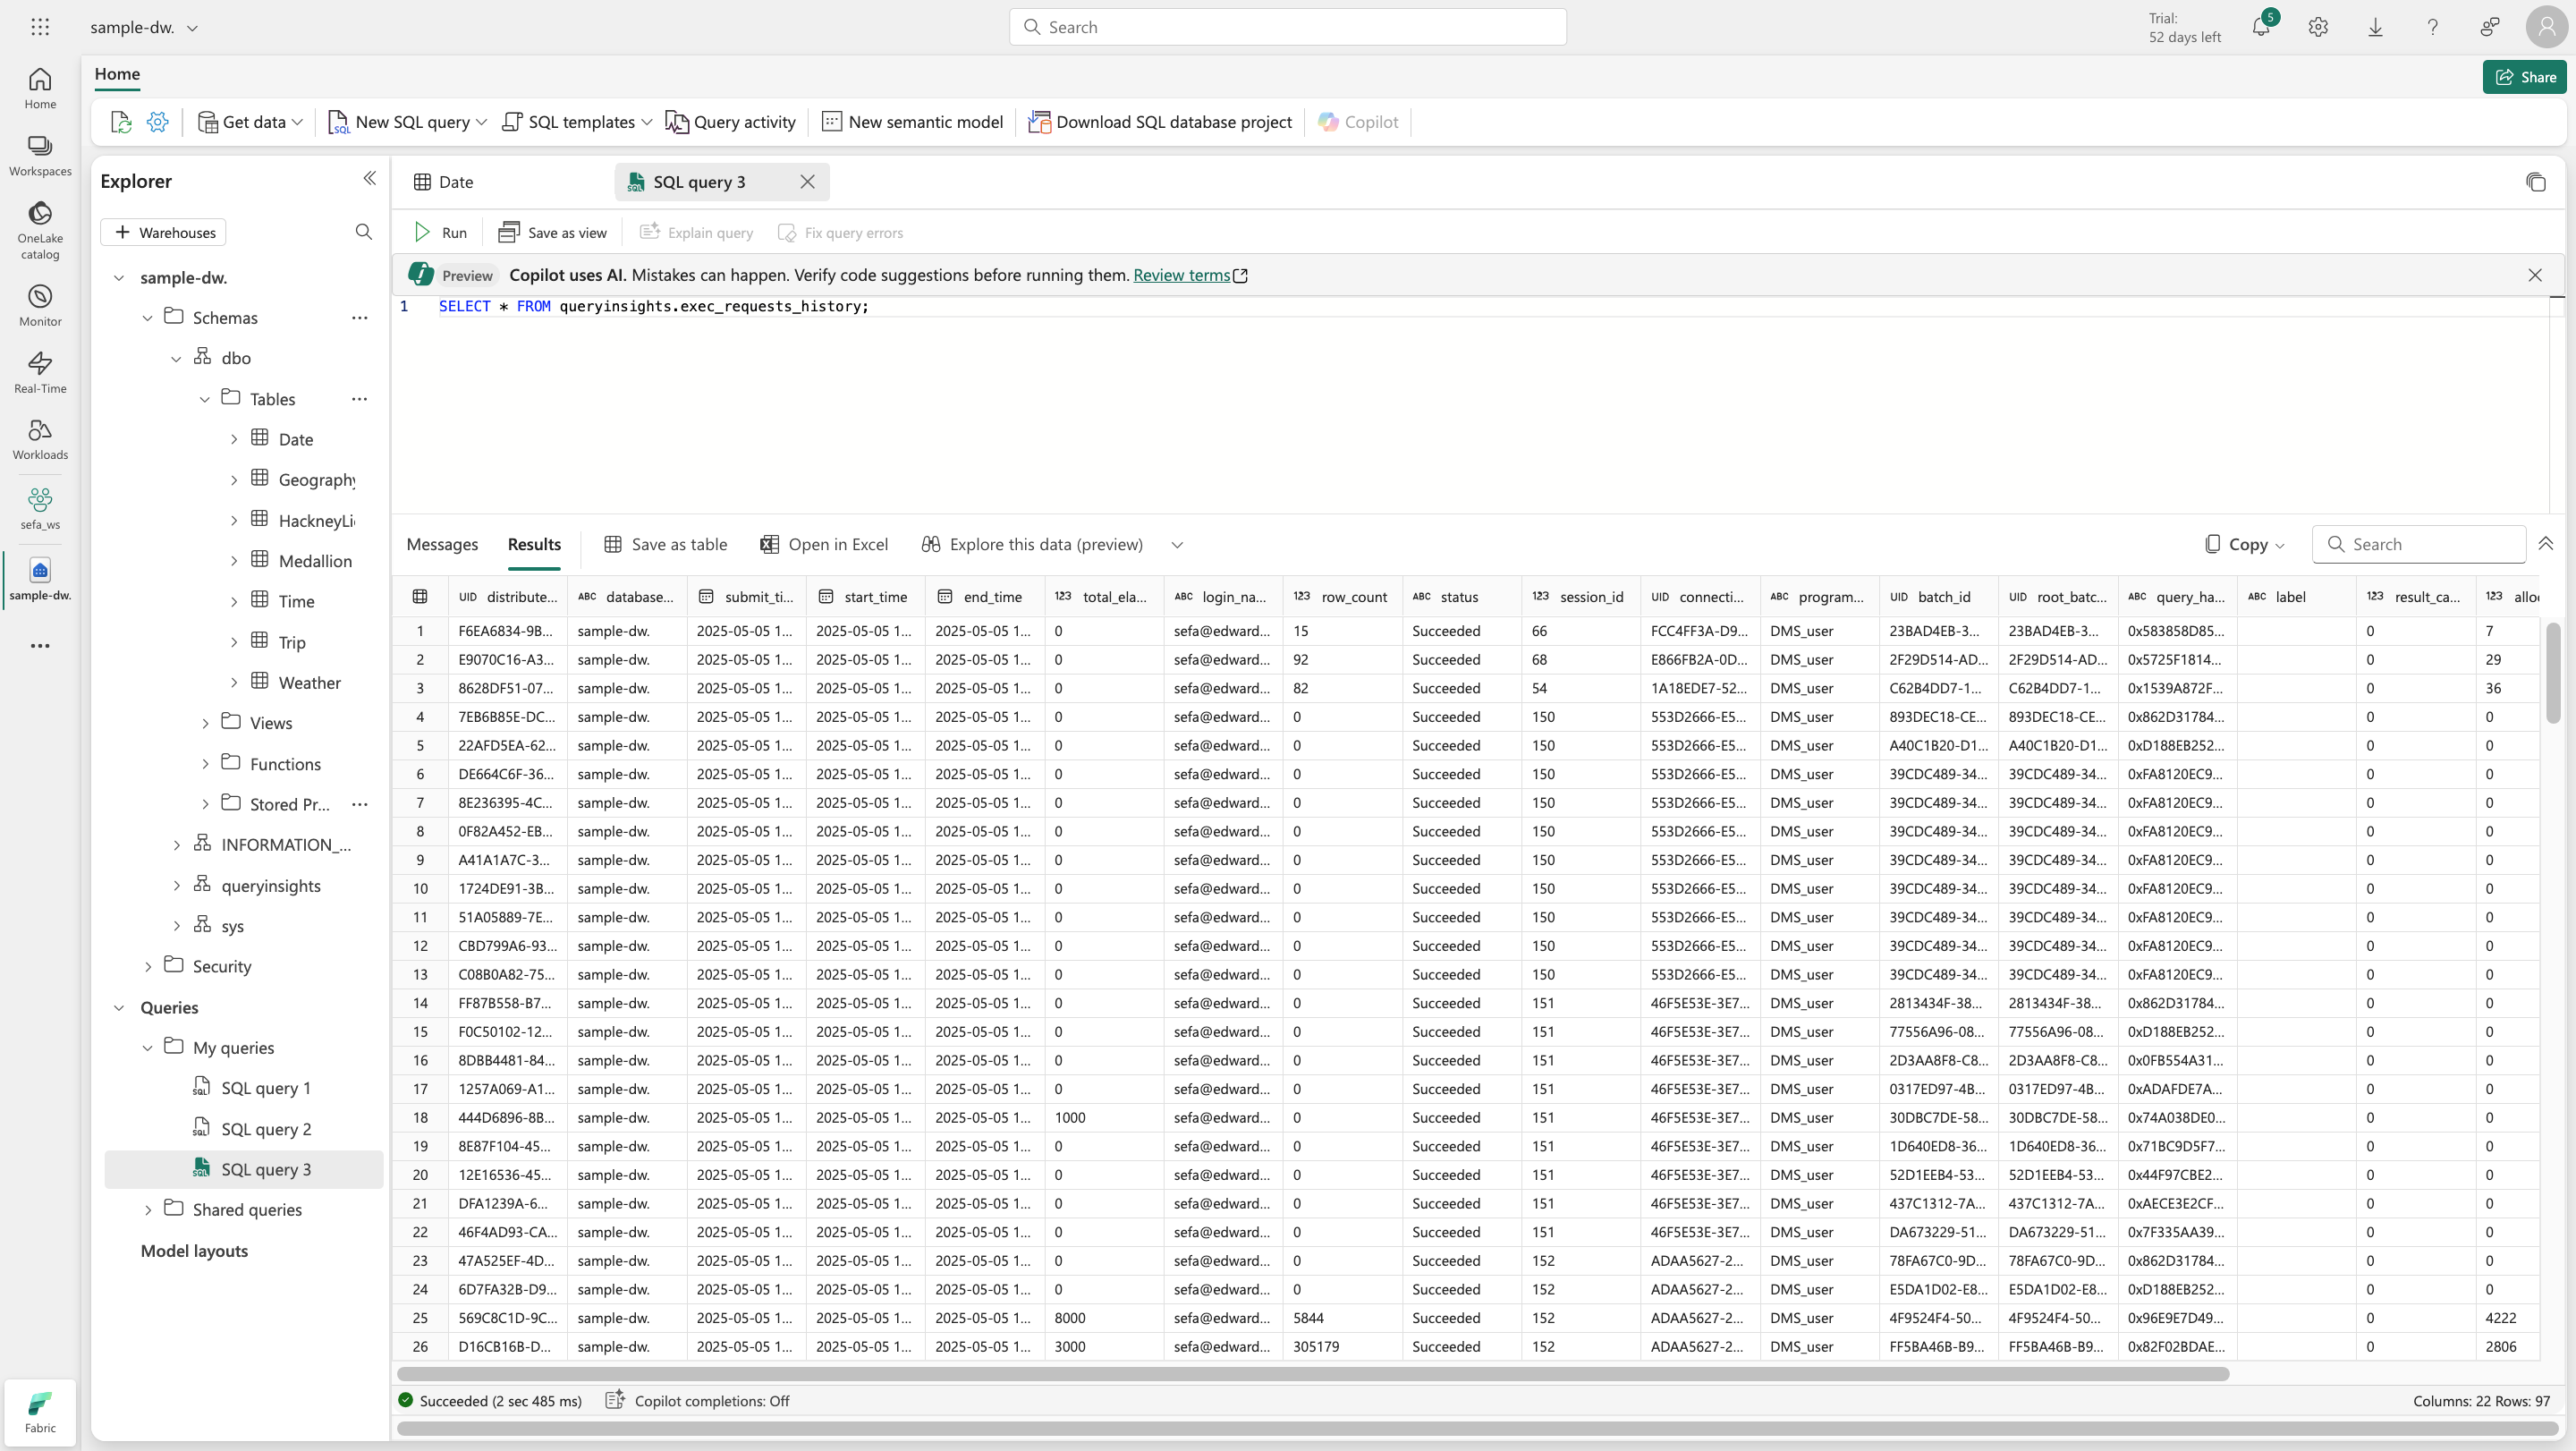 sample-dw.
Search
Trial:
52 days left
5
Home
Share
Get data
New SQL query
SQL templates
Query activity
New semantic model
Download SQL database project
Copilot
Home
Workspaces
OneLake
catalog
Monitor
Real-Time
Workloads
sefa_ws
sample-dw.
Fabric
Explorer
Warehouses
sample-dw.
Schemas
dbo
Tables
Date
Geography
HackneyLi
Medallion
Time
Trip
Weather
Views
Functions
Stored Pr...
INFORMATION_...
queryinsights
sys
Security
Queries
My queries
SQL query 1
SQL query 2
SQL query 3
Shared queries
Model layouts
Date
SQL query 3
Run
Save as view
Explain query
Fix query errors
Preview Copilot uses AI. Mistakes can happen. Verify code suggestions before running them. Review terms
1 SELECT * FROM queryinsights.exec_requests_history;
Messages
Results
Save as table
Open in Excel
Explore this data (preview)
Copy
Search
UID distribute... ABC database... submit_ti... start_time end_time 123 total_ela... ABC login_na... 123 row_count ABC status 123 session_id UID connecti... ABC program... UID batch_id UID root_batc... ABC query_ha... ABC label 123 result_ca... 123 alloc
1 F6EA6834-9B... sample-dw. 2025-05-05 1... 2025-05-05 1... 2025-05-05 1... 0 sefa@edward... 15 Succeeded 66 FCC4FF3A-D9... DMS_user 23BAD4EB-3... 23BAD4EB-3... 0x583858D85... 0 7
2 E9070C16-A3... sample-dw. 2025-05-05 1... 2025-05-05 1... 2025-05-05 1... 0 sefa@edward... 92 Succeeded 68 E866FB2A-0D... DMS_user 2F29D514-AD... 2F29D514-AD... 0x5725F1814... 0 29
3 8628DF51-07... sample-dw. 2025-05-05 1... 2025-05-05 1... 2025-05-05 1... 0 sefa@edward... 82 Succeeded 54 1A18EDE7-52... DMS_user C62B4DD7-1... C62B4DD7-1... 0x1539A872F... 0 36
4 7EB6B85E-DC... sample-dw. 2025-05-05 1... 2025-05-05 1... 2025-05-05 1... 0 sefa@edward... 0 Succeeded 150 553D2666-E5... DMS_user 893DEC18-CE... 893DEC18-CE... 0x862D31784... 0 0
5 22AFD5EA-62... sample-dw. 2025-05-05 1... 2025-05-05 1... 2025-05-05 1... 0 sefa@edward... 0 Succeeded 150 553D2666-E5... DMS_user A40C1B20-D1... A40C1B20-D1... 0xD188EB252... 0 0
6 DE664C6F-36... sample-dw. 2025-05-05 1... 2025-05-05 1... 2025-05-05 1... 0 sefa@edward... 0 Succeeded 150 553D2666-E5... DMS_user 39CDC489-34... 39CDC489-34... 0xFA8120EC9... 0 0
7 8E236395-4C... sample-dw. 2025-05-05 1... 2025-05-05 1... 2025-05-05 1... 0 sefa@edward... 0 Succeeded 150 553D2666-E5... DMS_user 39CDC489-34... 39CDC489-34... 0xFA8120EC9... 0 0
8 0F82A452-EB... sample-dw. 2025-05-05 1... 2025-05-05 1... 2025-05-05 1... 0 sefa@edward... 0 Succeeded 150 553D2666-E5... DMS_user 39CDC489-34... 39CDC489-34... 0xFA8120EC9... 0 0
9 A41A1A7C-3... sample-dw. 2025-05-05 1... 2025-05-05 1... 2025-05-05 1... 0 sefa@edward... 0 Succeeded 150 553D2666-E5... DMS_user 39CDC489-34... 39CDC489-34... 0xFA8120EC9... 0 0
10 1724DE91-3B... sample-dw. 2025-05-05 1... 2025-05-05 1... 2025-05-05 1... 0 sefa@edward... 0 Succeeded 150 553D2666-E5... DMS_user 39CDC489-34... 39CDC489-34... 0xFA8120EC9... 0 0
11 51A05889-7E... sample-dw. 2025-05-05 1... 2025-05-05 1... 2025-05-05 1... 0 sefa@edward... 0 Succeeded 150 553D2666-E5... DMS_user 39CDC489-34... 39CDC489-34... 0xFA8120EC9... 0 0
12 CBD799A6-93... sample-dw. 2025-05-05 1... 2025-05-05 1... 2025-05-05 1... 0 sefa@edward... 0 Succeeded 150 553D2666-E5... DMS_user 39CDC489-34... 39CDC489-34... 0xFA8120EC9... 0 0
13 C08B0A82-75... sample-dw. 2025-05-05 1... 2025-05-05 1... 2025-05-05 1... 0 sefa@edward... 0 Succeeded 150 553D2666-E5... DMS_user 39CDC489-34... 39CDC489-34... 0xFA8120EC9... 0 0
14 FF87B558-B7... sample-dw. 2025-05-05 1... 2025-05-05 1... 2025-05-05 1... 0 sefa@edward... 0 Succeeded 151 46F5E53E-3E7... DMS_user 2813434F-38... 2813434F-38... 0x862D31784... 0 0
15 F0C50102-12... sample-dw. 2025-05-05 1... 2025-05-05 1... 2025-05-05 1... 0 sefa@edward... 0 Succeeded 151 46F5E53E-3E7... DMS_user 77556A96-08... 77556A96-08... 0xD188EB252... 0 0
16 8DBB4481-84... sample-dw. 2025-05-05 1... 2025-05-05 1... 2025-05-05 1... 0 sefa@edward... 0 Succeeded 151 46F5E53E-3E7... DMS_user 2D3AA8F8-C8... 2D3AA8F8-C8... 0x0FB554A31... 0 0
17 1257A069-A1... sample-dw. 2025-05-05 1... 2025-05-05 1... 2025-05-05 1... 0 sefa@edward... 0 Succeeded 151 46F5E53E-3E7... DMS_user 0317ED97-4B... 0317ED97-4B... 0xADAFDE7A... 0 0
18 444D6896-8B... sample-dw. 2025-05-05 1... 2025-05-05 1... 2025-05-05 1... 1000 sefa@edward... 0 Succeeded 151 46F5E53E-3E7... DMS_user 30DBC7DE-58... 30DBC7DE-58... 0x74A038DE0... 0 0
19 8E87F104-45... sample-dw. 2025-05-05 1... 2025-05-05 1... 2025-05-05 1... 0 sefa@edward... 0 Succeeded 151 46F5E53E-3E7... DMS_user 1D640ED8-36... 1D640ED8-36... 0x71BC9D5F7... 0 0
20 12E16536-45... sample-dw. 2025-05-05 1... 2025-05-05 1... 2025-05-05 1... 0 sefa@edward... 0 Succeeded 151 46F5E53E-3E7... DMS_user 52D1EEB4-53... 52D1EEB4-53... 0x44F97CBE2... 0 0
21 DFA1239A-6... sample-dw. 2025-05-05 1... 2025-05-05 1... 2025-05-05 1... 0 sefa@edward... 0 Succeeded 151 46F5E53E-3E7... DMS_user 437C1312-7A... 437C1312-7A... 0xAECE3E2CF... 0 0
22 46F4AD93-CA... sample-dw. 2025-05-05 1... 2025-05-05 1... 2025-05-05 1... 0 sefa@edward... 0 Succeeded 151 46F5E53E-3E7... DMS_user DA673229-51... DA673229-51... 0x7F335AA39... 0 0
23 47A525EF-4D... sample-dw. 2025-05-05 1... 2025-05-05 1... 2025-05-05 1... 0 sefa@edward... 0 Succeeded 152 ADAA5627-2... DMS_user 78FA67C0-9D... 78FA67C0-9D... 0x862D31784... 0 0
24 6D7FA32B-D9... sample-dw. 2025-05-05 1... 2025-05-05 1... 2025-05-05 1... 0 sefa@edward... 0 Succeeded 152 ADAA5627-2... DMS_user E5DA1D02-E8... E5DA1D02-E8... 0xD188EB252... 0 0
25 569C8C1D-9C... sample-dw. 2025-05-05 1... 2025-05-05 1... 2025-05-05 1... 8000 sefa@edward... 5844 Succeeded 152 ADAA5627-2... DMS_user 4F9524F4-50... 4F9524F4-50... 0x96E9E7D49... 0 4222
26 D16CB16B-D... sample-dw. 2025-05-05 1... 2025-05-05 1... 2025-05-05 1... 3000 sefa@edward... 305179 Succeeded 152 ADAA5627-2... DMS_user FF5BA46B-B9... FF5BA46B-B9... 0x82F02BDAE... 0 2806
Succeeded (2 sec 485 ms)
Copilot completions: Off
Columns: 22 Rows: 97